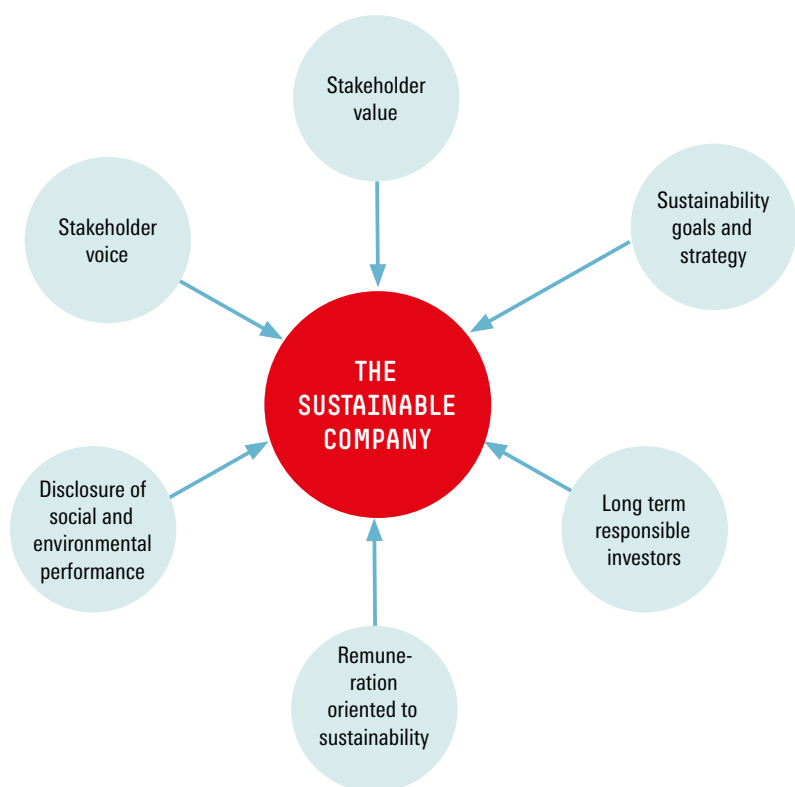 Stakeholder
value
Stakeholder
voice
Sustainability
goals and
strategy
THE
SUSTAINABLE
COMPANY
Disclosure of
social and
environmental
performance
Long term
responsible
investors
Remune-
ration
oriented to
sustainability